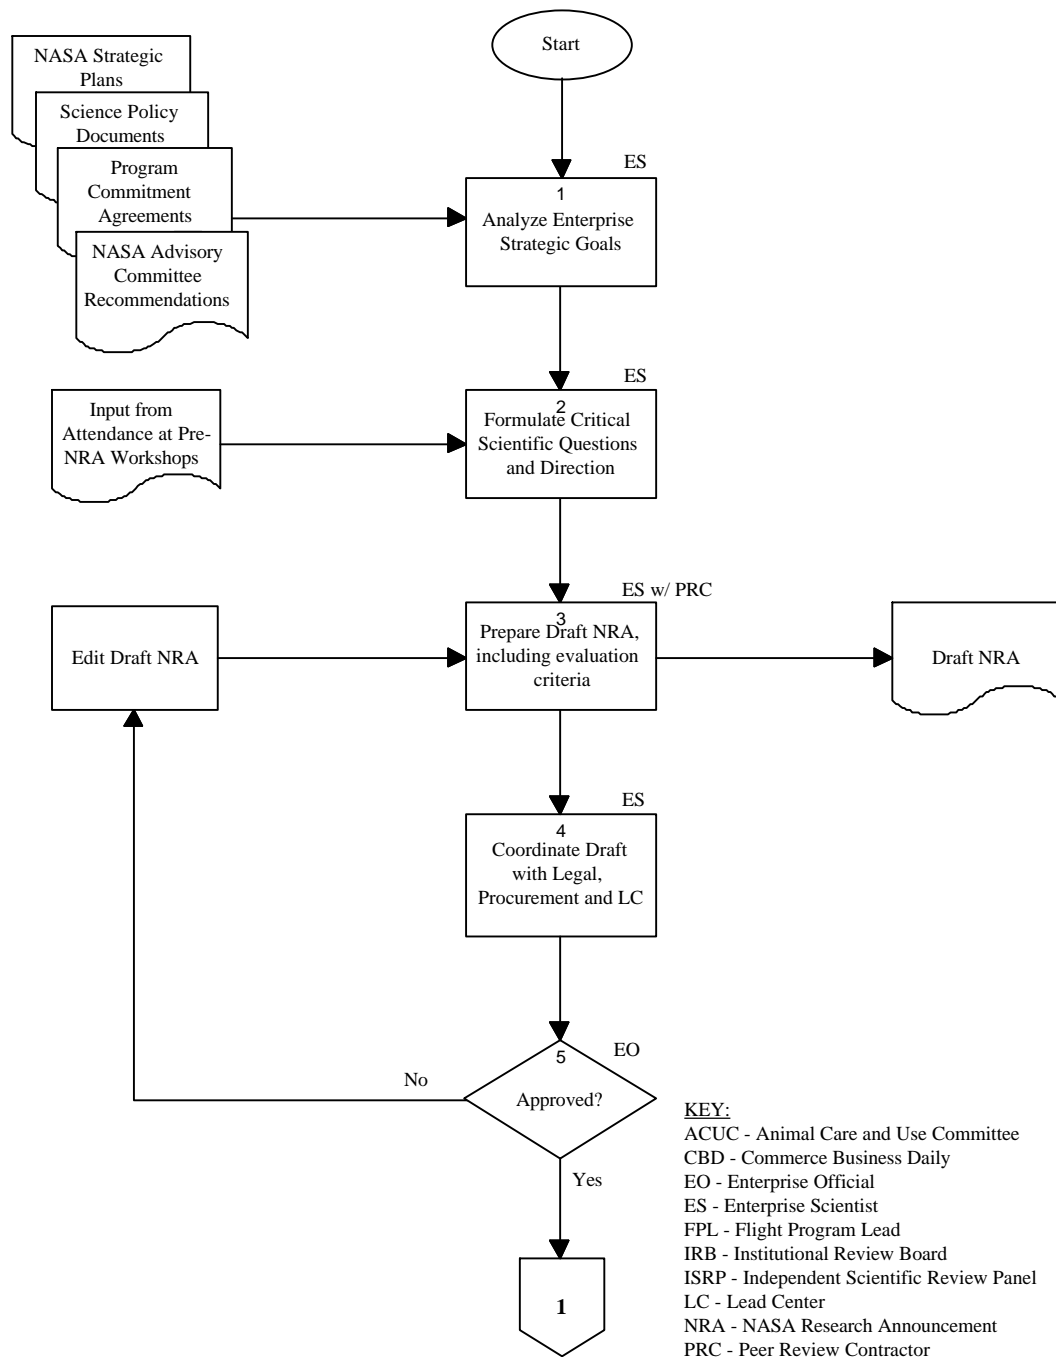 Start
NASA Strategic
Plans
Science Policy
Documents
Program
Commitment
Agreements
NASA Advisory
Committee
Recommendations
ES
1
Analyze Enterprise
Strategic Goals
ES
Input from
Attendance at Pre-
NRA Workshops
2
Formulate Critical
Scientific Questions
and Direction
ES w/ PRC
Edit Draft NRA
3
Prepare Draft NRA,
including evaluation
criteria
Draft NRA
ES
4
Coordinate Draft
with Legal,
Procurement and LC
5
EO
Approved?
No
Yes
1
KEY:
ACUC - Animal Care and Use Committee
CBD - Commerce Business Daily
EO - Enterprise Official
ES - Enterprise Scientist
FPL - Flight Program Lead
IRB - Institutional Review Board
ISRP - Independent Scientific Review Panel
LC - Lead Center
NRA - NASA Research Announcement
PRC - Peer Review Contractor